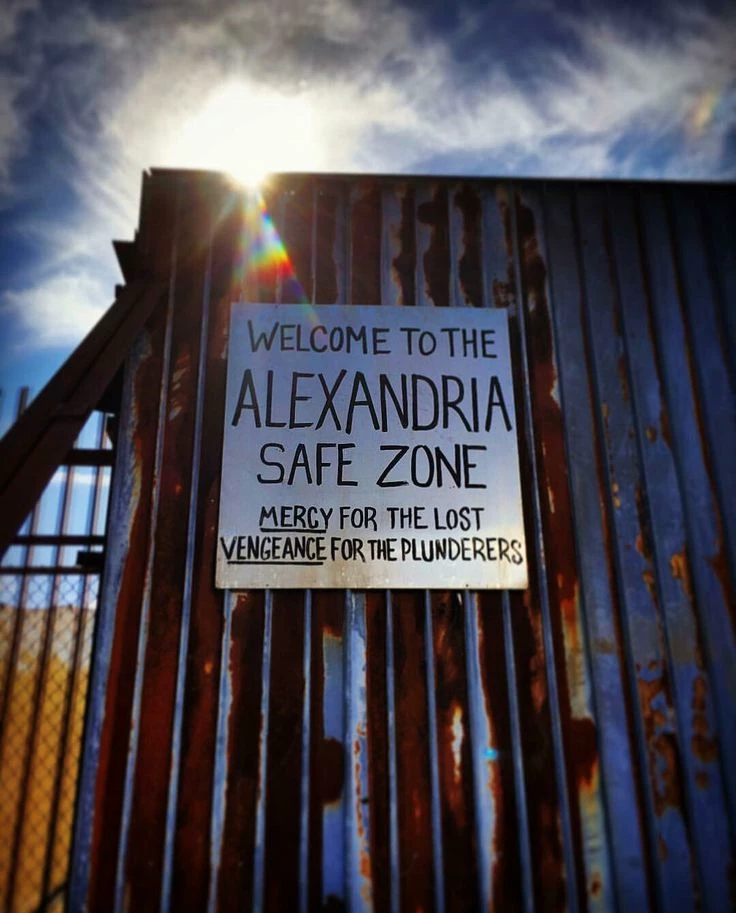 WELCOME TO THE
ALEXANDRIA
SAFE ZONE
MERCY FOR THE LOST
VENGEANCE FOR THE PLUNDERERS